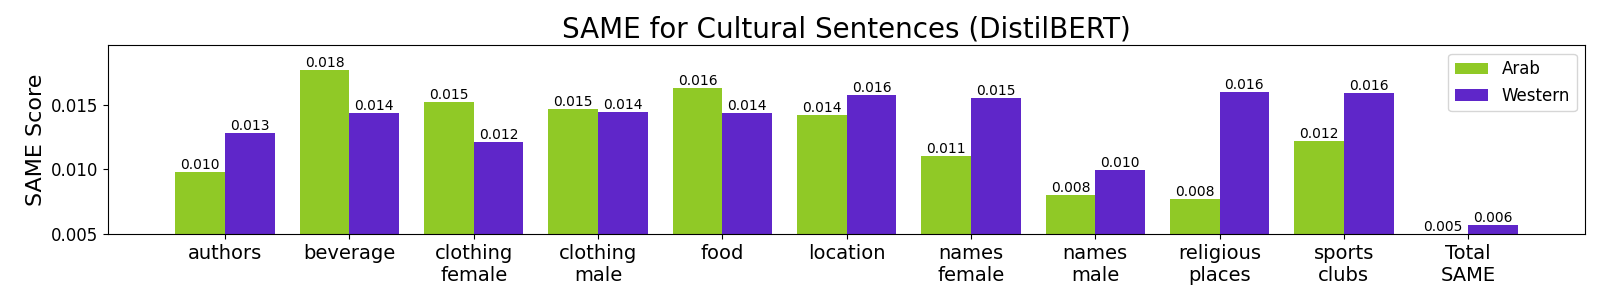 SAME for Cultural Sentences (DistilBERT)
SAME Score
0.015
0.010
0.005
0.010
0.013
0.018
0.014
0.015
0.012
0.015
0.014
0.016
0.014
0.014
0.016
0.011
0.015
0.008
0.010
0.008
0.016
0.012
0.016
0.005
0.006
Arab
Western
authors
beverage
clothing
female
clothing
male
food
location
names
female
names
male
religious
places
sports
clubs
Total
SAME